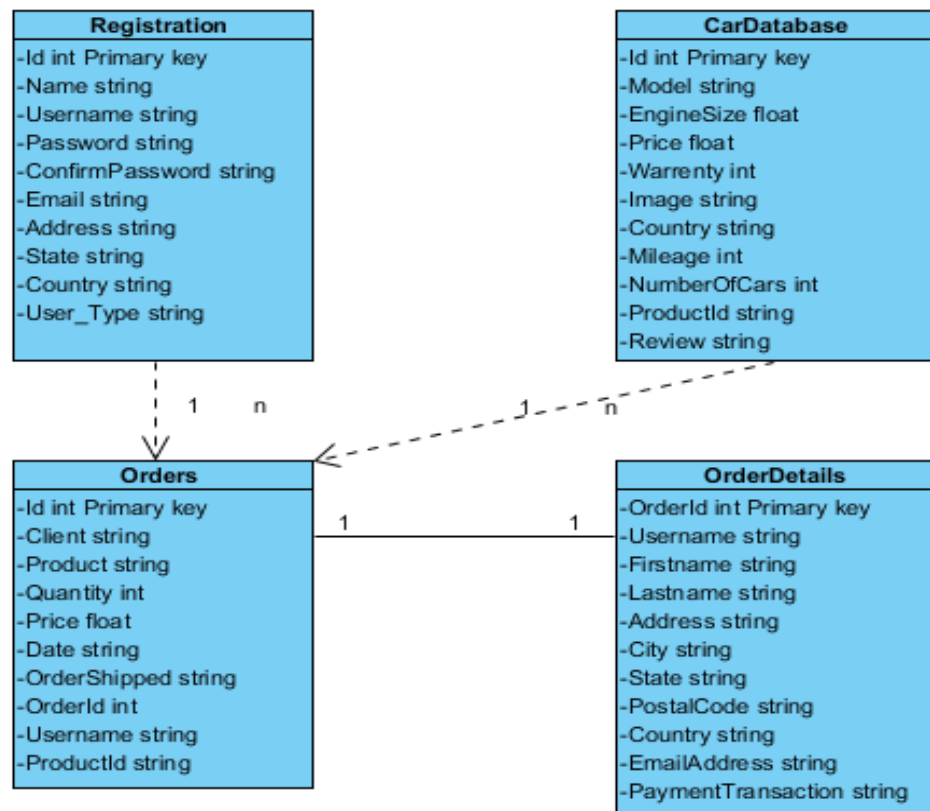 Registration
-Id int Primary key
-Name string
-Username string
-Password string
-ConfirmPassword string
-Email string
-Address string
-State string
-Country string
-User_Type string
CarDatabase
-Id int Primary key
-Model string
-EngineSize float
-Price float
-Warrenty int
-Image string
-Country string
-Mileage int
-NumberOfCars int
-ProductId string
-Review string
1 n
1 n
Orders
-Id int Primary key
-Client string
-Product string
-Quantity int
-Price float
-Date string
-OrderShipped string
-OrderId int
-Username string
-ProductId string
1 1
OrderDetails
-OrderId int Primary key
-Username string
-Firstname string
-Lastname string
-Address string
-City string
-State string
-PostalCode string
-Country string
-EmailAddress string
-PaymentTransaction string